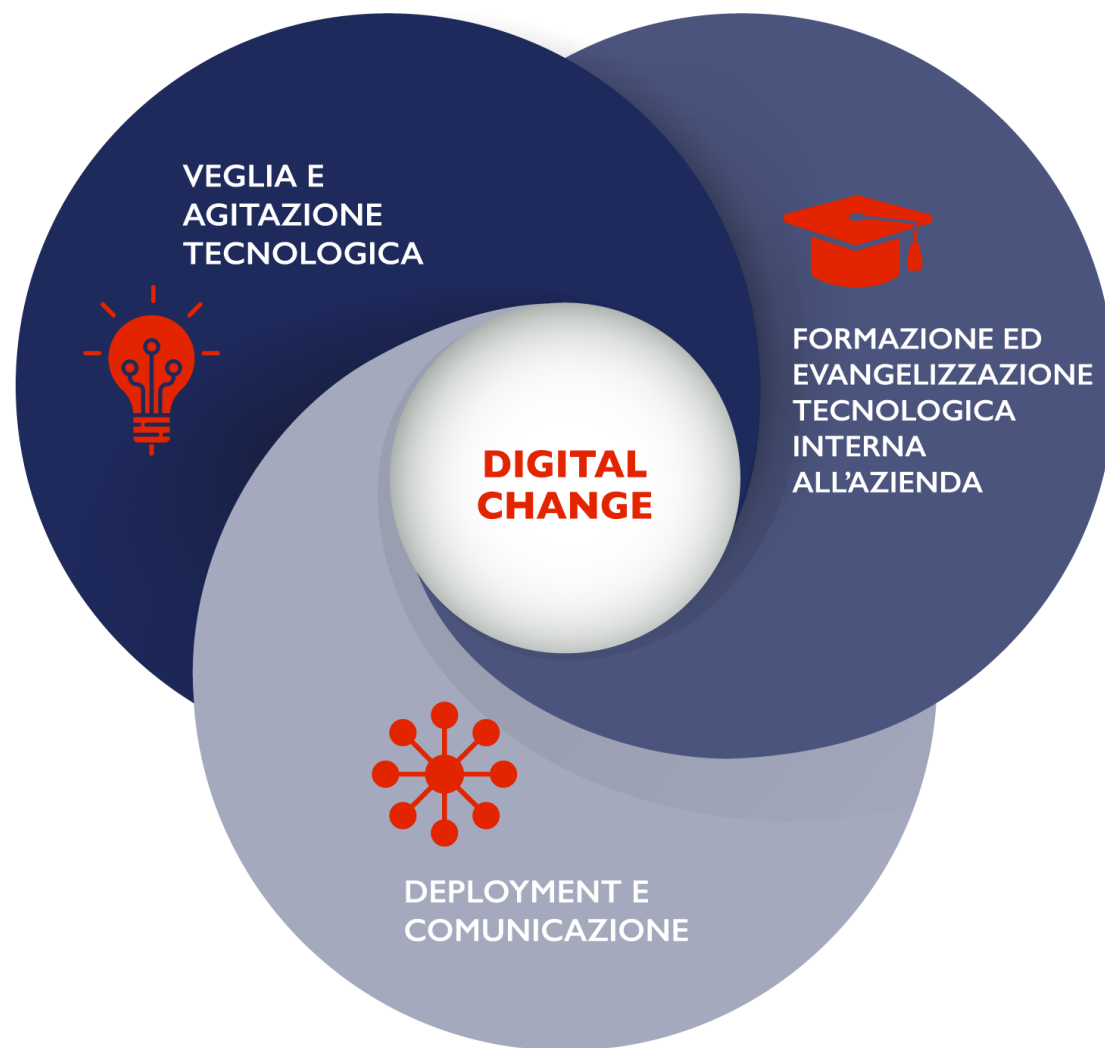 VEGLIA E
AGITAZIONE
TECNOLOGICA
FORMAZIONE ED
EVANGELIZZAZIONE
TECNOLOGICA
INTERNA
ALL'AZIENDA
DIGITAL
CHANGE
DEPLOYMENT E
COMUNICAZIONE